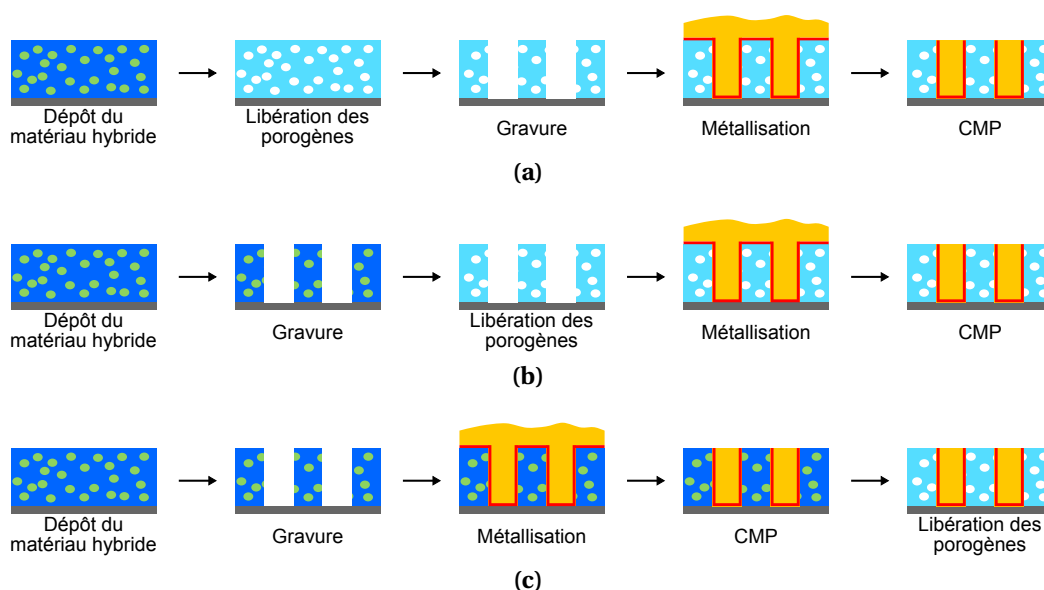 Dépôt du
matériau hybride
Libération des
porogènes
Gravure
Métallisation
CMP
(a)
Dépôt du
matériau hybride
Gravure
Libération des
porogènes
Métallisation
CMP
(b)
Dépôt du
matériau hybride
Gravure
Métallisation
CMP
Libération des
porogènes
(c)